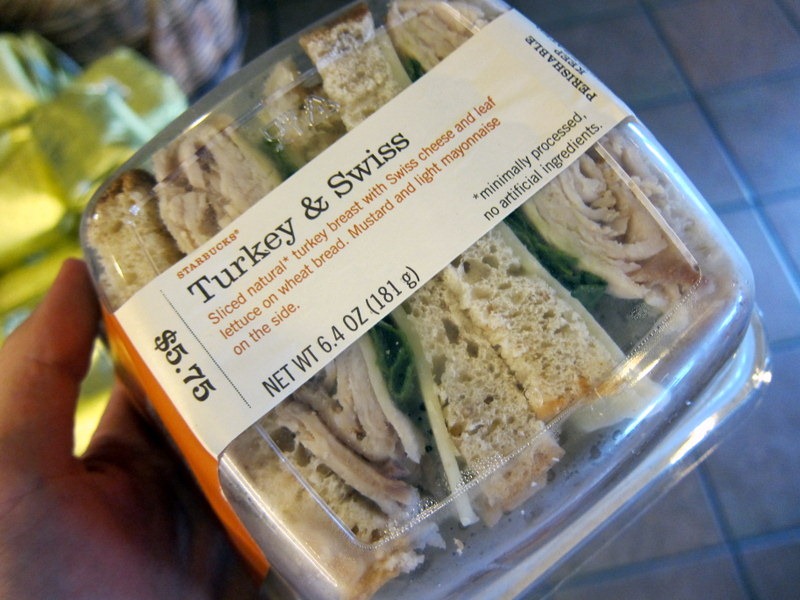 PERISHABLE
KEEP
STARBUCKS®
Turkey & Swiss
Sliced natural* turkey breast with Swiss cheese and leaf
lettuce on wheat bread. Mustard and light mayonnaise
on the side.
*minimally processed,
no artificial ingredients.
NET WT 6.4 OZ (181 g)
$5.75